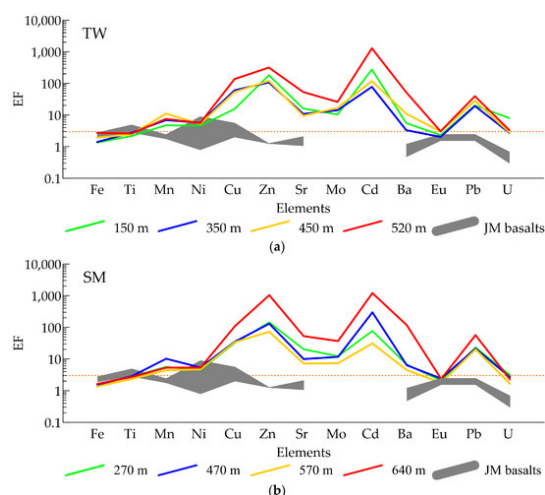 TW
10,000
1,000
100
10
1
0.1
EF
Fe Ti Mn Ni Cu Zn Sr Mo Cd Ba Eu Pb U
Elements
150 m 350 m 450 m 520 m JM basalts
(a)
SM
10,000
1,000
100
10
1
0.1
EF
Fe Ti Mn Ni Cu Zn Sr Mo Cd Ba Eu Pb U
Elements
270 m 470 m 570 m 640 m JM basalts
(b)